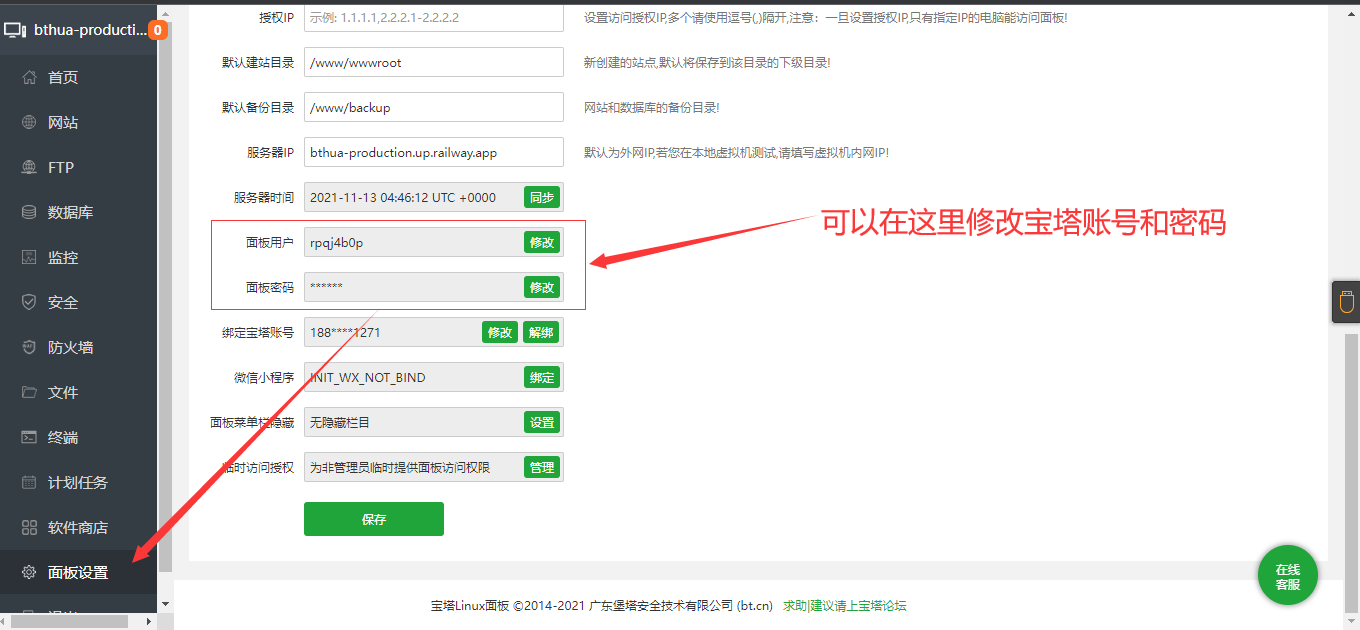 bthua-producti... 0
首页
网站
FTP
数据库
监控
安全
防火墙
文件
终端
计划任务
软件商店
面板设置
授权IP 示例: 1.1.1.1,2.2.2.1-2.2.2.2 设置访问授权IP,多个请使用逗号(,)隔开,注意：一旦设置授权IP,只有指定IP的电脑能访问面板!
默认建站目录 /www/wwwroot 新创建的站点,默认将保存到该目录的下级目录!
默认备份目录 /www/backup 网站和数据库的备份目录!
服务器IP bthua-production.up.railway.app 默认为外网IP,若您在本地虚拟机测试,请填写虚拟机内网IP!
服务器时间 2021-11-13 04:46:12 UTC +0000 同步
面板用户 rpqj4b0p 修改
面板密码 ****** 修改
可以在这里修改宝塔账号和密码
绑定宝塔账号 188****1271 修改 解绑
微信小程序 INIT_WX_NOT_BIND 绑定
面板菜单栏隐藏 无隐藏栏目 设置
临时访问授权 为非管理员临时提供面板访问权限 管理
保存
在线
客服
宝塔Linux面板 ©2014-2021 广东堡塔安全技术有限公司 (bt.cn) 求助|建议请上宝塔论坛